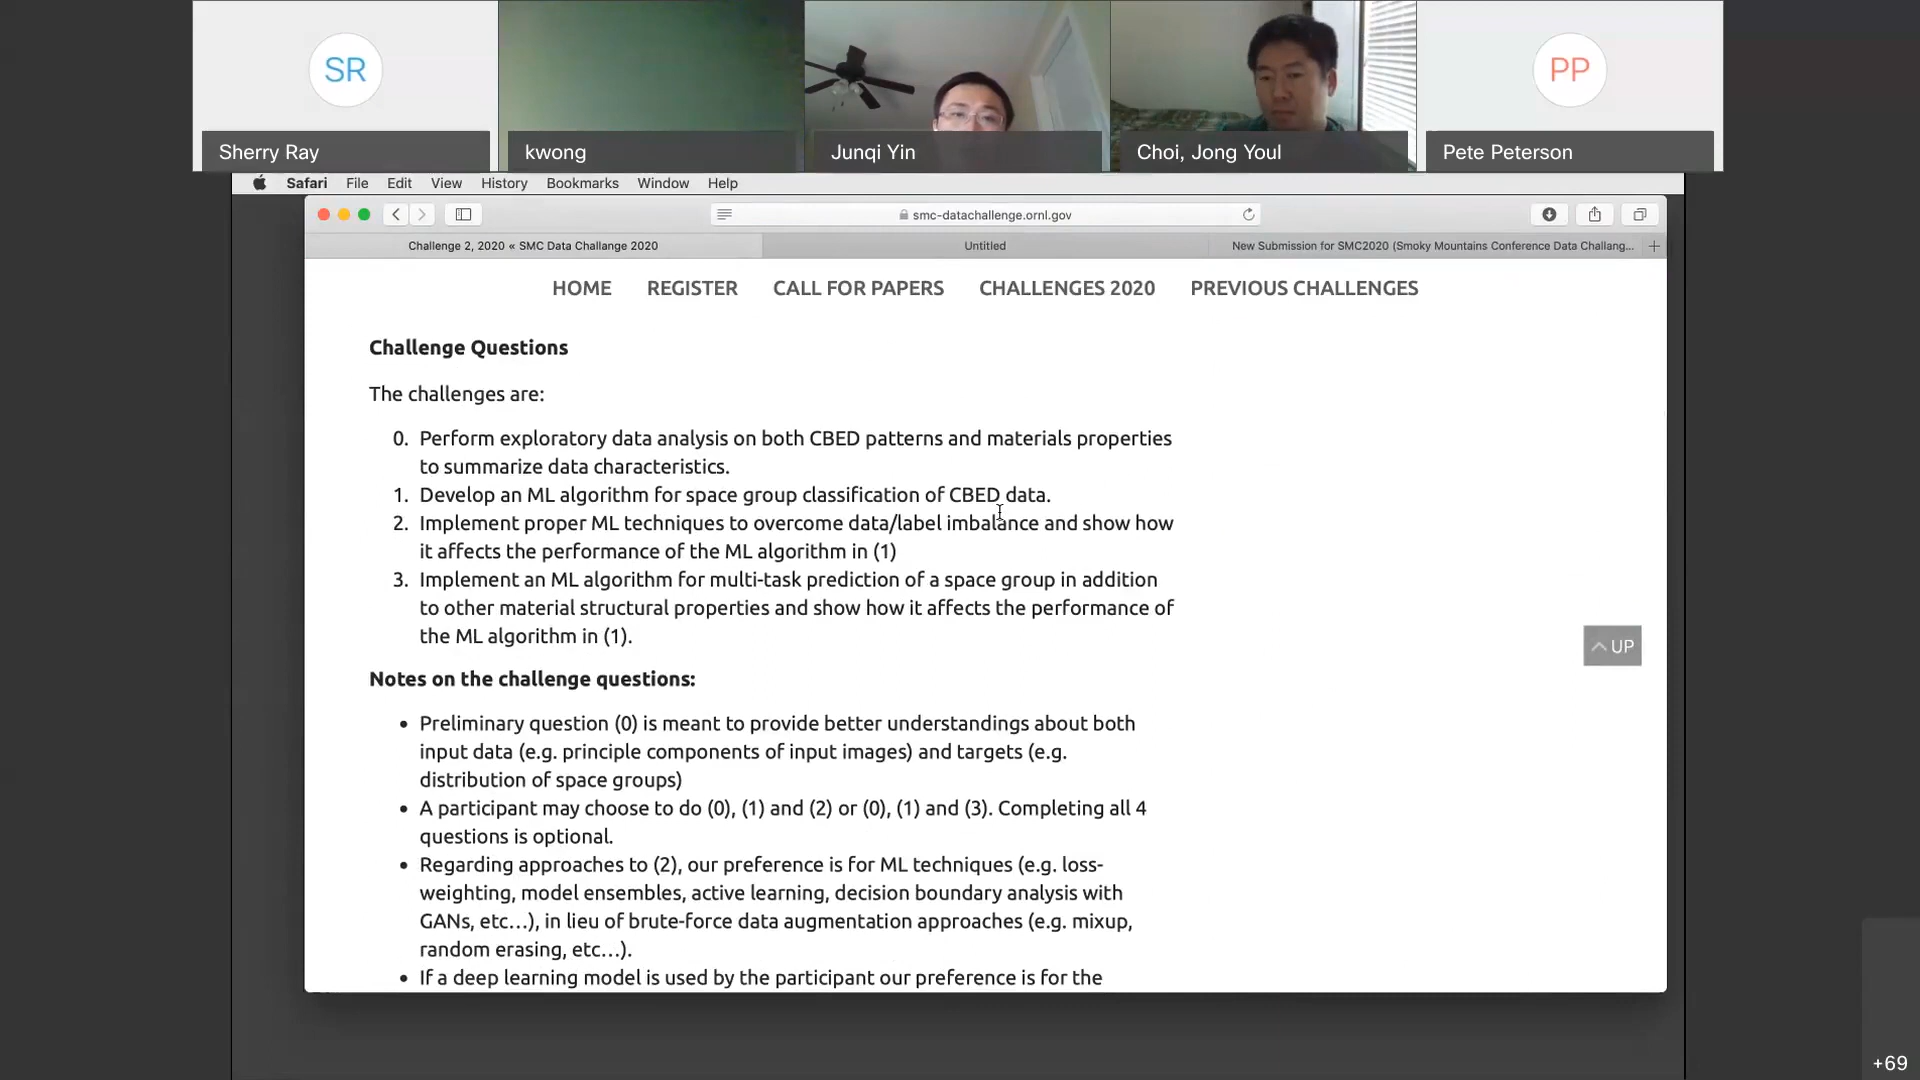 SR
PP
Sherry Ray
kwong
Junqi Yin
Choi, Jong Youl
Pete Peterson
Safari File Edit View History Bookmarks Window Help
smc-datachallenge.ornl.gov
Challenge 2, 2020 « SMC Data Challange 2020
Untitled
New Submission for SMC2020 (Smoky Mountains Conference Data Challang...
HOME REGISTER CALL FOR PAPERS CHALLENGES 2020 PREVIOUS CHALLENGES
Challenge Questions
The challenges are:
0. Perform exploratory data analysis on both CBED patterns and materials properties
to summarize data characteristics.
1. Develop an ML algorithm for space group classification of CBED data.
2. Implement proper ML techniques to overcome data/label imbalance and show how
it affects the performance of the ML algorithm in (1)
3. Implement an ML algorithm for multi-task prediction of a space group in addition
to other material structural properties and show how it affects the performance of
the ML algorithm in (1).
UP
Notes on the challenge questions:
• Preliminary question (0) is meant to provide better understandings about both
input data (e.g. principle components of input images) and targets (e.g.
distribution of space groups)
• A participant may choose to do (0), (1) and (2) or (0), (1) and (3). Completing all 4
questions is optional.
• Regarding approaches to (2), our preference is for ML techniques (e.g. loss-
weighting, model ensembles, active learning, decision boundary analysis with
GANs, etc...), in lieu of brute-force data augmentation approaches (e.g. mixup,
random erasing, etc...).
• If a deep learning model is used by the participant our preference is for the
+69